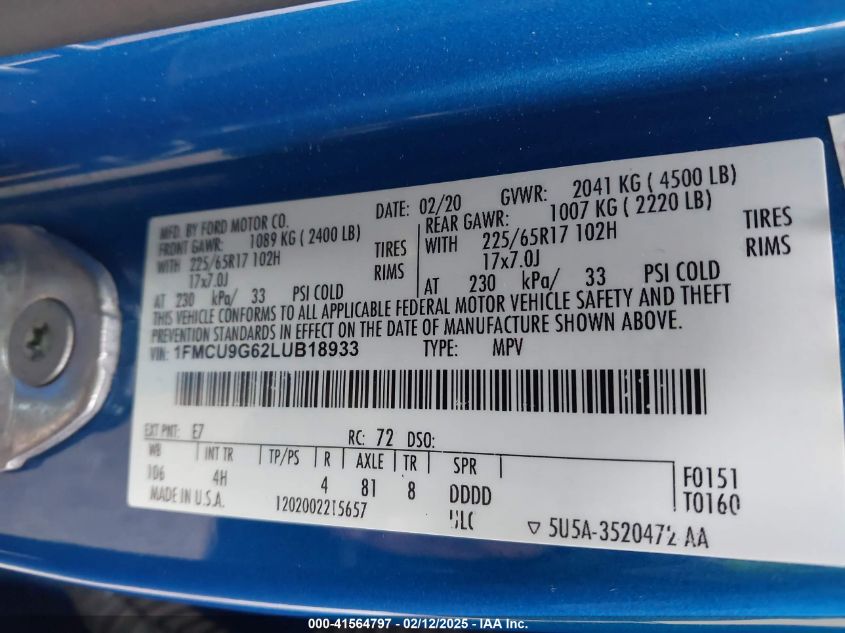 MFD. BY FORD MOTOR CO.
DATE: 02/20 GVWR: 2041 KG ( 4500 LB)
FRONT GAWR: 1089 KG ( 2400 LB)
WITH 225/65R17 102H TIRES
17x7.0J RIMS
AT 230 kPa/ 33 PSI COLD
REAR GAWR: 1007 KG ( 2220 LB)
WITH 225/65R17 102H TIRES
17x7.0J RIMS
AT 230 kPa/ 33 PSI COLD
THIS VEHICLE CONFORMS TO ALL APPLICABLE FEDERAL MOTOR VEHICLE SAFETY AND THEFT
PREVENTION STANDARDS IN EFFECT ON THE DATE OF MANUFACTURE SHOWN ABOVE.
VIN: 1FMCU9G62LUB18933 TYPE: MPV
EXT PNT: E7 RC: 72 DSO:
WB INT TR TP/PS R AXLE TR SPR
106 4H 4 81 8 DDDD
F0151
T0160
MADE IN U.S.A. 1202002215657
5U5A-3520472 AA
000-41564797 - 02/12/2025 - IAA Inc.